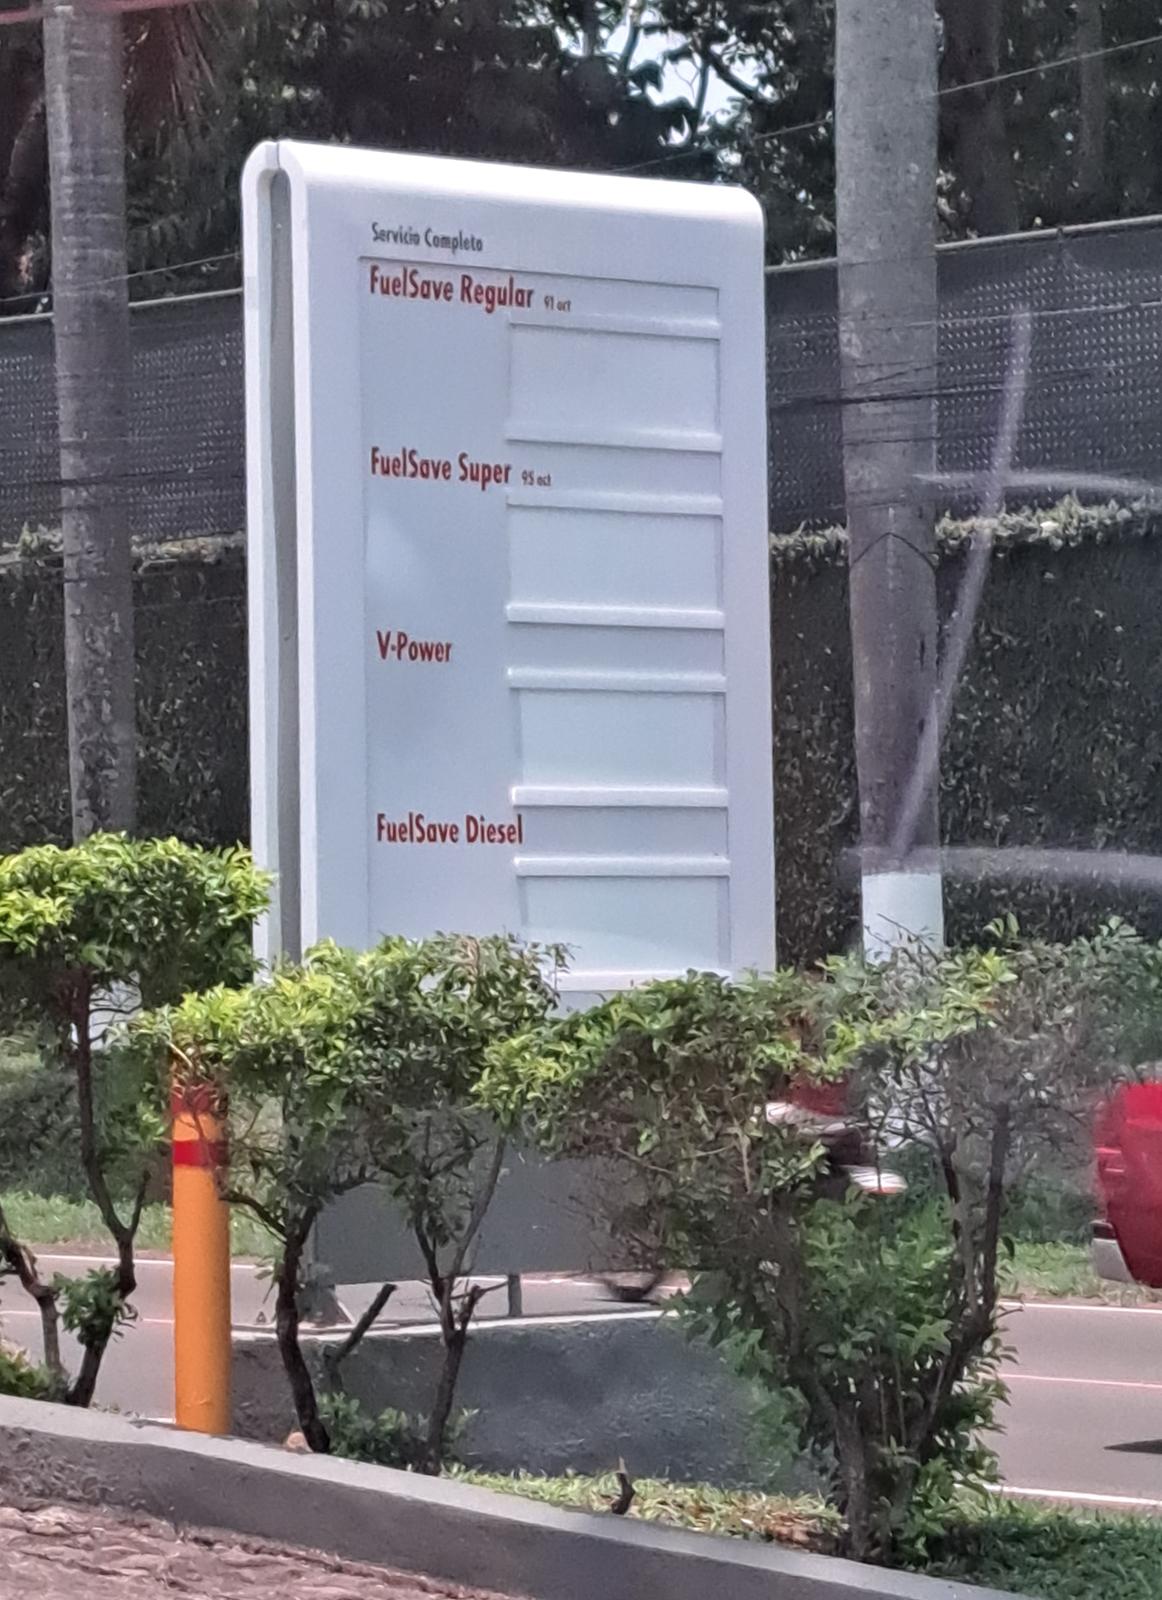 Servicio Completo
FuelSave Regular 91 oct
FuelSave Super 95 oct
V-Power
FuelSave Diesel